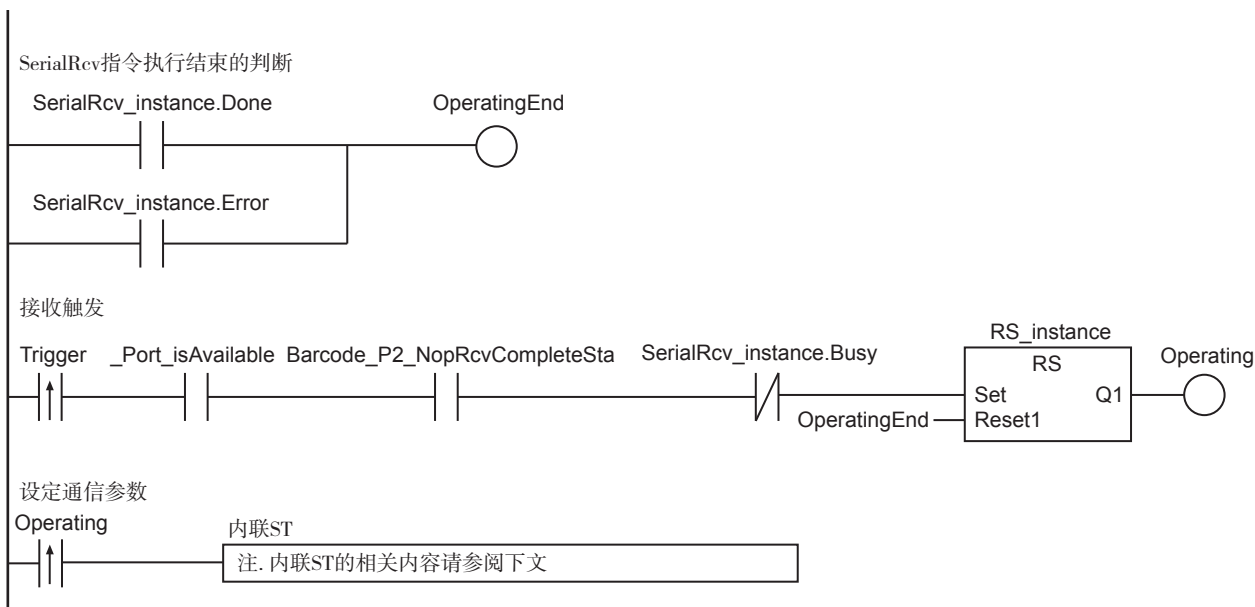 SerialRcv指令执行结束的判断
SerialRcv_instance.Done OperatingEnd
SerialRcv_instance.Error
接收触发
RS_instance
Trigger _Port_isAvailable Barcode_P2_NopRcvCompleteSta SerialRcv_instance.Busy RS Operating
Set Q1
OperatingEnd Reset1
设定通信参数
Operating
内联ST
注. 内联ST的相关内容请参阅下文